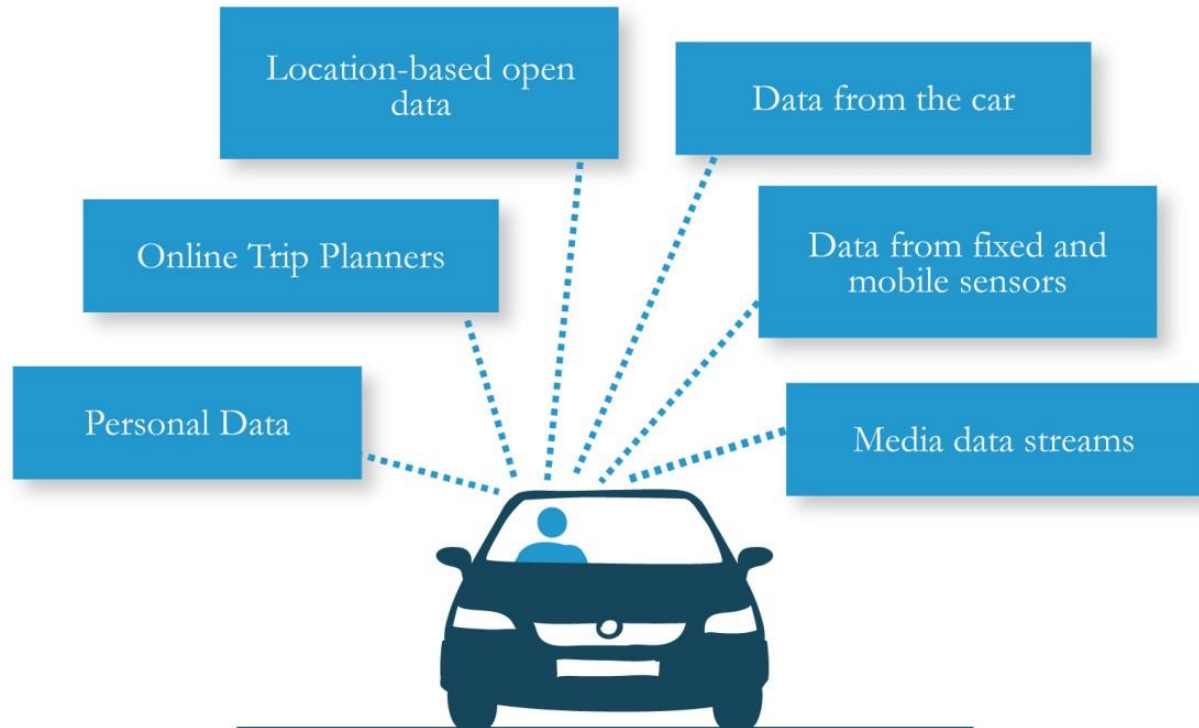 Location-based open
data
Data from the car
Online Trip Planners
Data from fixed and
mobile sensors
Personal Data
Media data streams